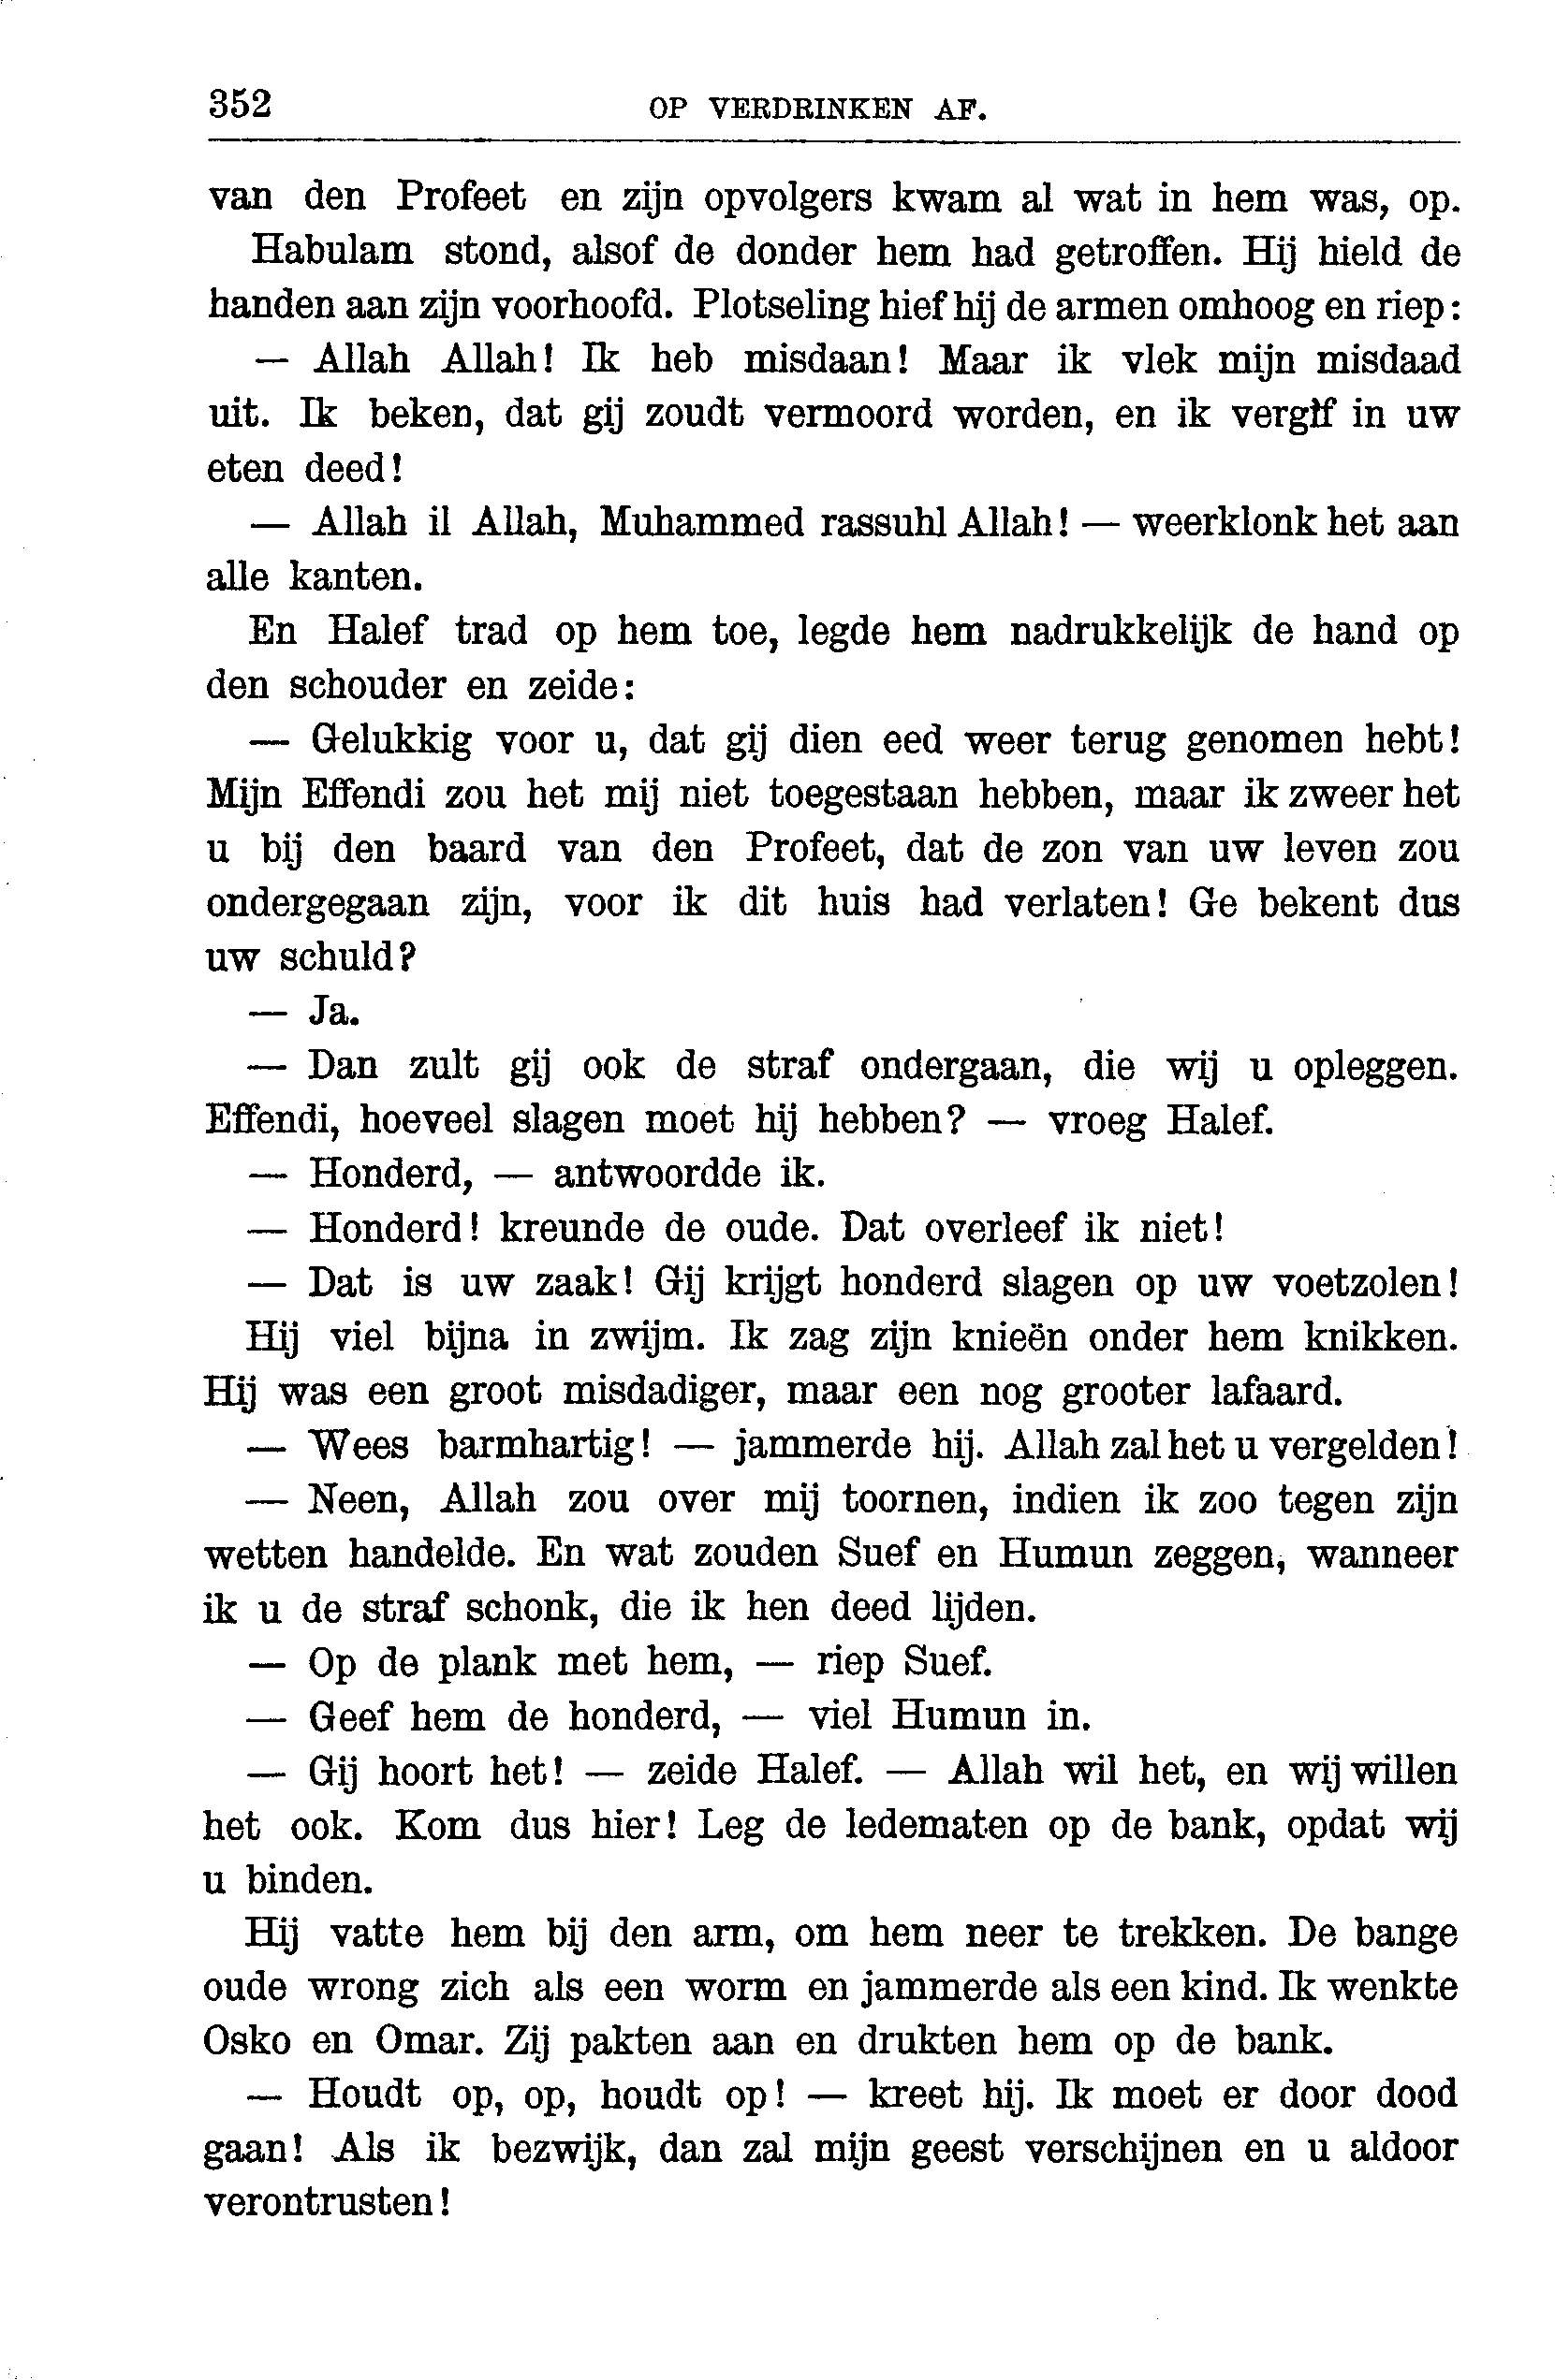 352 OP VERDRINKEN AF.
van den Profeet en zijn opvolgers kwam al wat in hem was, op.
Habulam stond, alsof de donder hem had getroffen. Hij hield de
handen aan zijn voorhoofd. Plotseling hief hij de armen omhoog en riep:
— Allah Allah! Ik heb misdaan! Maar ik vlek mijn misdaad
uit. Ik beken, dat gij zoudt vermoord worden, en ik vergif in uw
eten deed!
— Allah il Allah, Muhammed rassuhl Allah! — weerklonk het aan
alle kanten.
En Halef trad op hem toe, legde hem nadrukkelijk de hand op
den schouder en zeide:
— Gelukkig voor u, dat gij dien eed weer terug genomen hebt!
Mijn Effendi zou het mij niet toegestaan hebben, maar ik zweer het
u bij den baard van den Profeet, dat de zon van uw leven zou
ondergegaan zijn, voor ik dit huis had verlaten! Ge bekent dus
uw schuld?
— Ja.
— Dan zult gij ook de straf ondergaan, die wij u opleggen.
Effendi, hoeveel slagen moet hij hebben? — vroeg Halef.
— Honderd, — antwoordde ik.
— Honderd! kreunde de oude. Dat overleef ik niet!
— Dat is uw zaak! Gij krijgt honderd slagen op uw voetzolen!
Hij viel bijna in zwijm. Ik zag zijn knieën onder hem knikken.
Hij was een groot misdadiger, maar een nog grooter lafaard.
— Wees barmhartig! — jammerde hij. Allah zal het u vergelden!
— Neen, Allah zou over mij toornen, indien ik zoo tegen zijn
wetten handelde. En wat zouden Suef en Humun zeggen, wanneer
ik u de straf schonk, die ik hen deed lijden.
— Op de plank met hem, — riep Suef.
— Geef hem de honderd, — viel Humun in.
— Gij hoort het! — zeide Halef. — Allah wil het, en wij willen
het ook. Kom dus hier! Leg de ledematen op de bank, opdat wij
u binden.
Hij vatte hem bij den arm, om hem neer te trekken. De bange
oude wrong zich als een worm en jammerde als een kind. Ik wenkte
Osko en Omar. Zij pakten aan en drukten hem op de bank.
— Houdt op, op, houdt op! — kreet hij. Ik moet er door dood
gaan! Als ik bezwijk, dan zal mijn geest verschijnen en u aldoor
verontrusten!